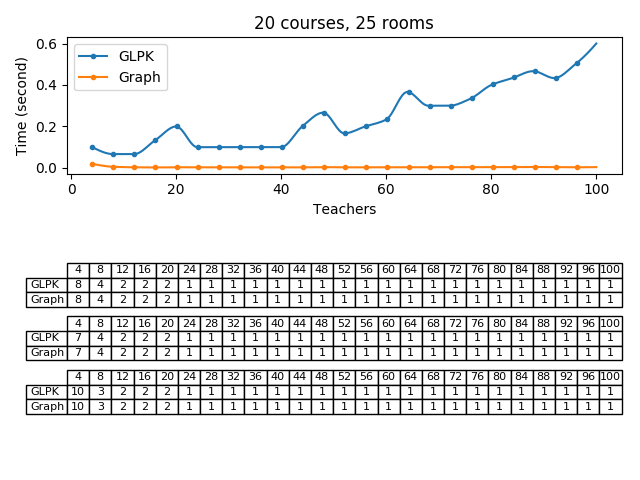 20 courses, 25 rooms
Time (second)
0.6
0.4
0.2
0.0
GLPK
Graph
0 20 40 60 80 100
Teachers
4 8 12 16 20 24 28 32 36 40 44 48 52 56 60 64 68 72 76 80 84 88 92 96 100
GLPK 8 4 2 2 2 1 1 1 1 1 1 1 1 1 1 1 1 1 1 1 1 1 1 1 1
Graph 8 4 2 2 2 1 1 1 1 1 1 1 1 1 1 1 1 1 1 1 1 1 1 1 1
4 8 12 16 20 24 28 32 36 40 44 48 52 56 60 64 68 72 76 80 84 88 92 96 100
GLPK 7 4 2 2 2 1 1 1 1 1 1 1 1 1 1 1 1 1 1 1 1 1 1 1 1
Graph 7 4 2 2 2 1 1 1 1 1 1 1 1 1 1 1 1 1 1 1 1 1 1 1 1
4 8 12 16 20 24 28 32 36 40 44 48 52 56 60 64 68 72 76 80 84 88 92 96 100
GLPK 10 3 2 2 2 1 1 1 1 1 1 1 1 1 1 1 1 1 1 1 1 1 1 1 1
Graph 10 3 2 2 2 1 1 1 1 1 1 1 1 1 1 1 1 1 1 1 1 1 1 1 1